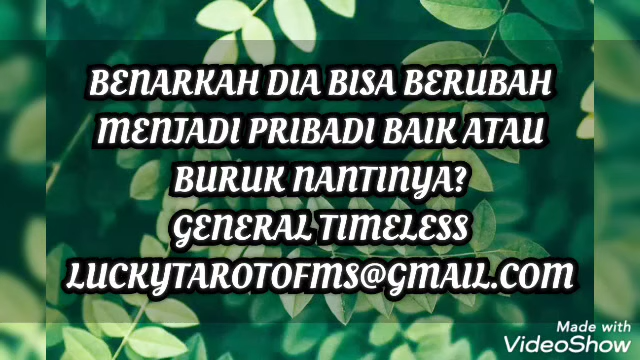 BENARKAH DIA BISA BERUBAH
MENJADI PRIBADI BAIK ATAU
BURUK NANTINYA?
GENERAL TIMELESS
LUCKYTAROTOFMS@GMAIL.COM
Made with
VideoShow